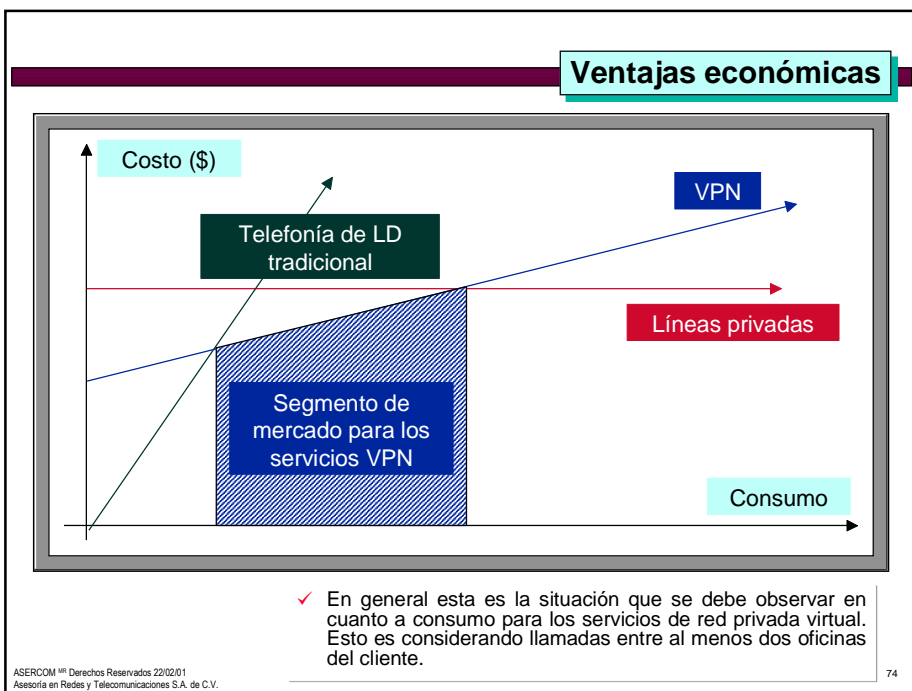 Ventajas económicas
Costo ($)
VPN
Telefonía de LD
tradicional
Líneas privadas
Segmento de
mercado para los
servicios VPN
Consumo
✓ En general esta es la situación que se debe observar en
cuanto a consumo para los servicios de red privada virtual.
Esto es considerando llamadas entre al menos dos oficinas
del cliente.
ASERCOM MR Derechos Reservados 22/02/01
Asesoría en Redes y Telecomunicaciones S.A. de C.V.
74